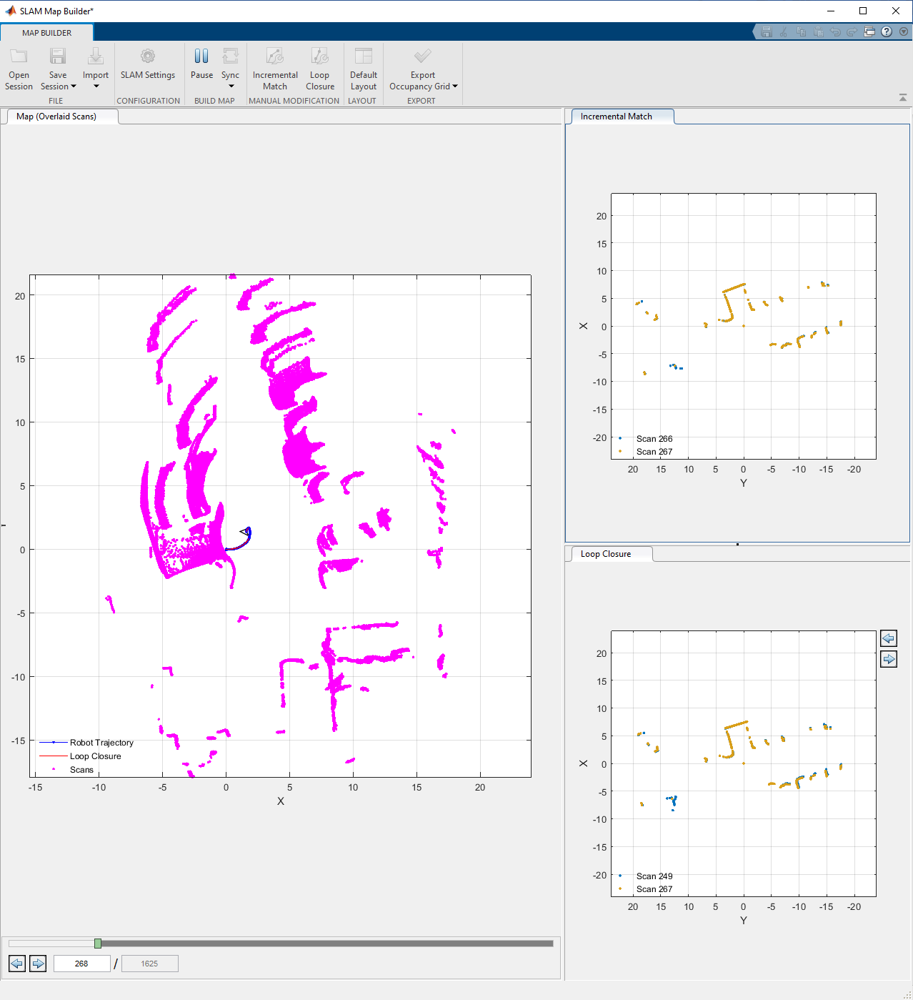 SLAM Map Builder*
MAP BUILDER
Open Session
Save Session
Import
SLAM Settings
Pause
Sync
Incremental Match
Loop Closure
Default Layout
Export Occupancy Grid
FILE
CONFIGURATION
BUILD MAP
MANUAL MODIFICATION
LAYOUT
EXPORT
Map (Overlaid Scans)
20
15
10
5
0
-5
-10
-15
Robot Trajectory
Loop Closure
Scans
-15 -10 -5 0 5 10 15 20
X
268 / 1625
Incremental Match
20
15
10
5
0
-5
-10
-15
-20
X
Scan 266
Scan 267
20 15 10 5 0 -5 -10 -15 -20
Y
Loop Closure
20
15
10
5
0
-5
-10
-15
-20
X
Scan 249
Scan 267
20 15 10 5 0 -5 -10 -15 -20
Y